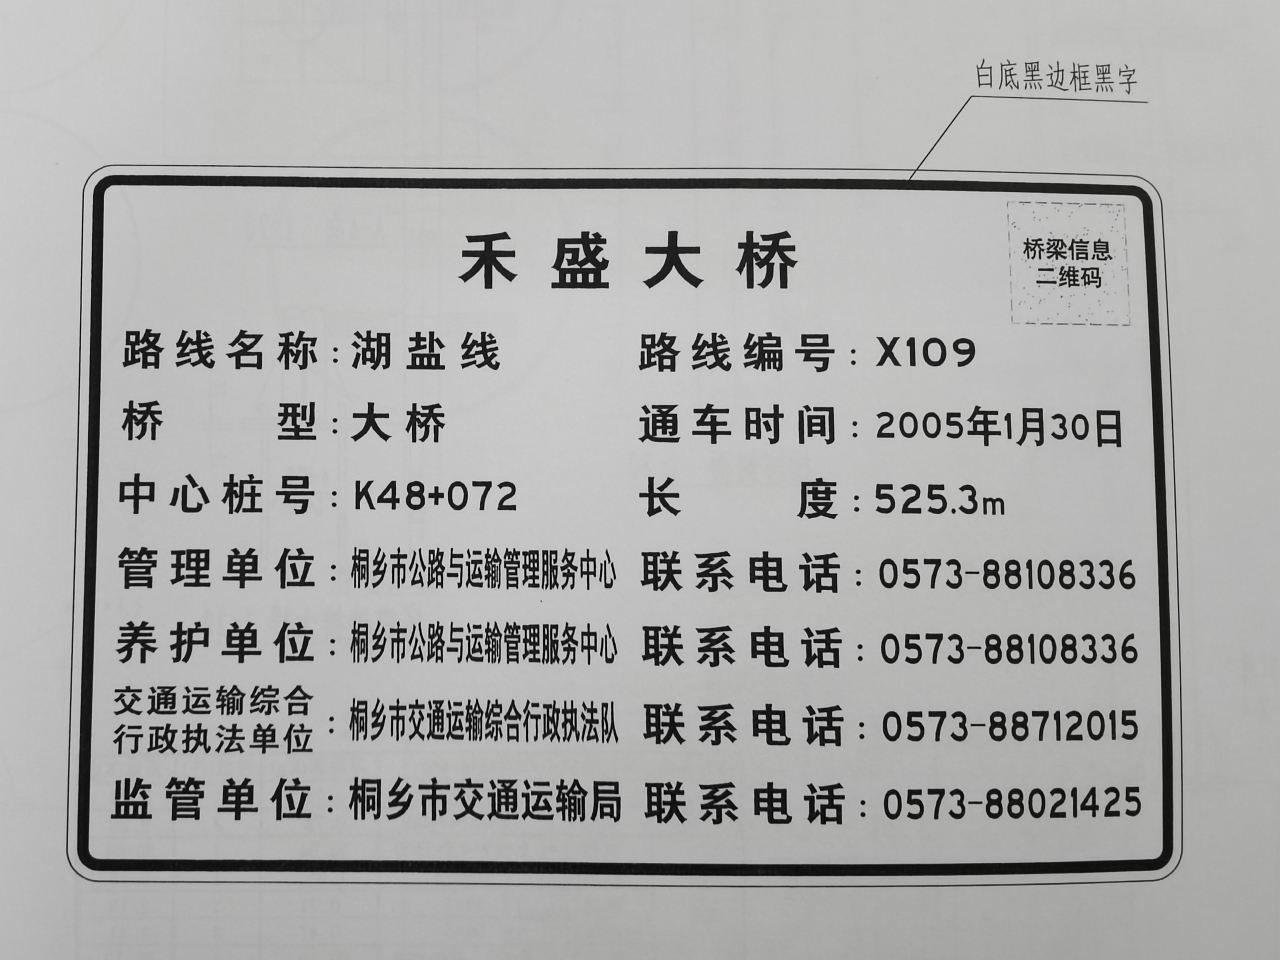 白底黑边框黑字
禾盛大桥
桥梁信息
二维码
路线名称：湖盐线 路线编号：X109
桥型：大桥 通车时间：2005年1月30日
中心桩号：K48+072 长度：525.3m
管理单位：桐乡市公路与运输管理服务中心 联系电话：0573-88108336
养护单位：桐乡市公路与运输管理服务中心 联系电话：0573-88108336
交通运输综合
行政执法单位：桐乡市交通运输综合行政执法队 联系电话：0573-88712015
监管单位：桐乡市交通运输局 联系电话：0573-88021425